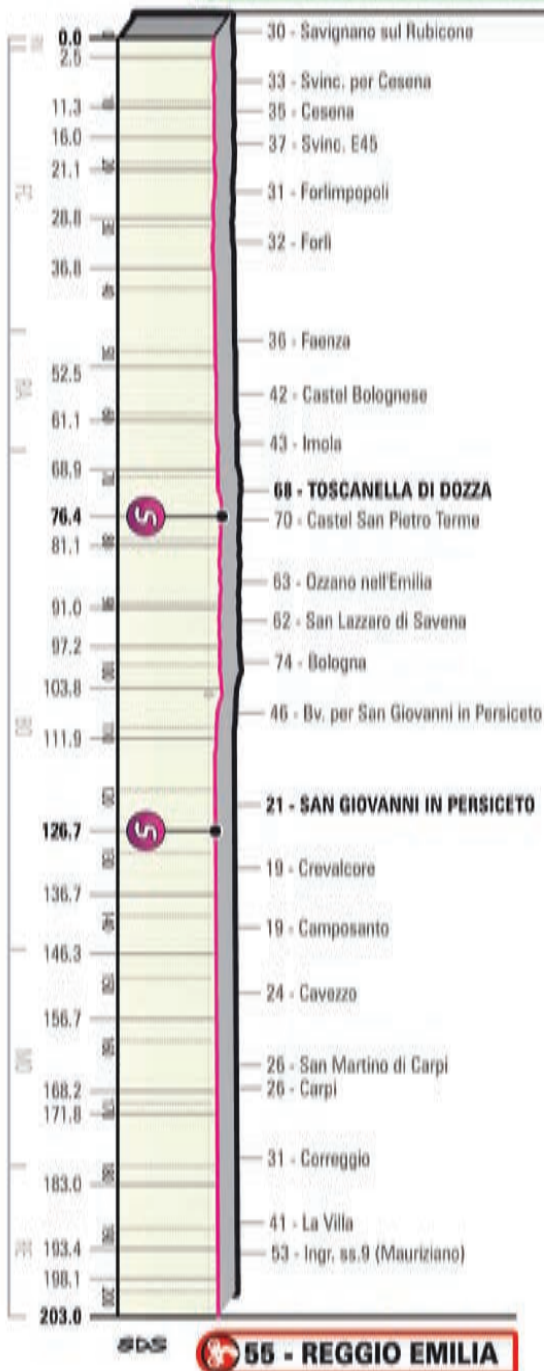 0.0 30 - Savignano sul Rubicone
2.5 33 - Svinc. per Cesena
11.3 35 - Cesena
16.0 37 - Svinc. E45
21.1 31 - Forlimpopoli
28.8 32 - Forlì
36.8 36 - Faenza
52.5 42 - Castel Bolognese
61.1 43 - Imola
68.9 68 - TOSCANELLA DI DOZZA
76.4 S 70 - Castel San Pietro Terme
81.1 63 - Ozzano nell'Emilia
91.0 62 - San Lazzaro di Savena
97.2 74 - Bologna
103.8 46 - Bv. per San Giovanni in Persiceto
111.9 21 - SAN GIOVANNI IN PERSICETO
126.7 S 19 - Crevalcore
136.7 19 - Camposanto
146.3 24 - Cavezzo
156.7 26 - San Martino di Carpi
168.2 26 - Carpi
171.8 31 - Correggio
183.0 41 - La Villa
193.4 53 - Ingr. ss.9 (Mauriziano)
198.1
203.0
SDS 55 - REGGIO EMILIA
FC
RA
BO
MO
RE